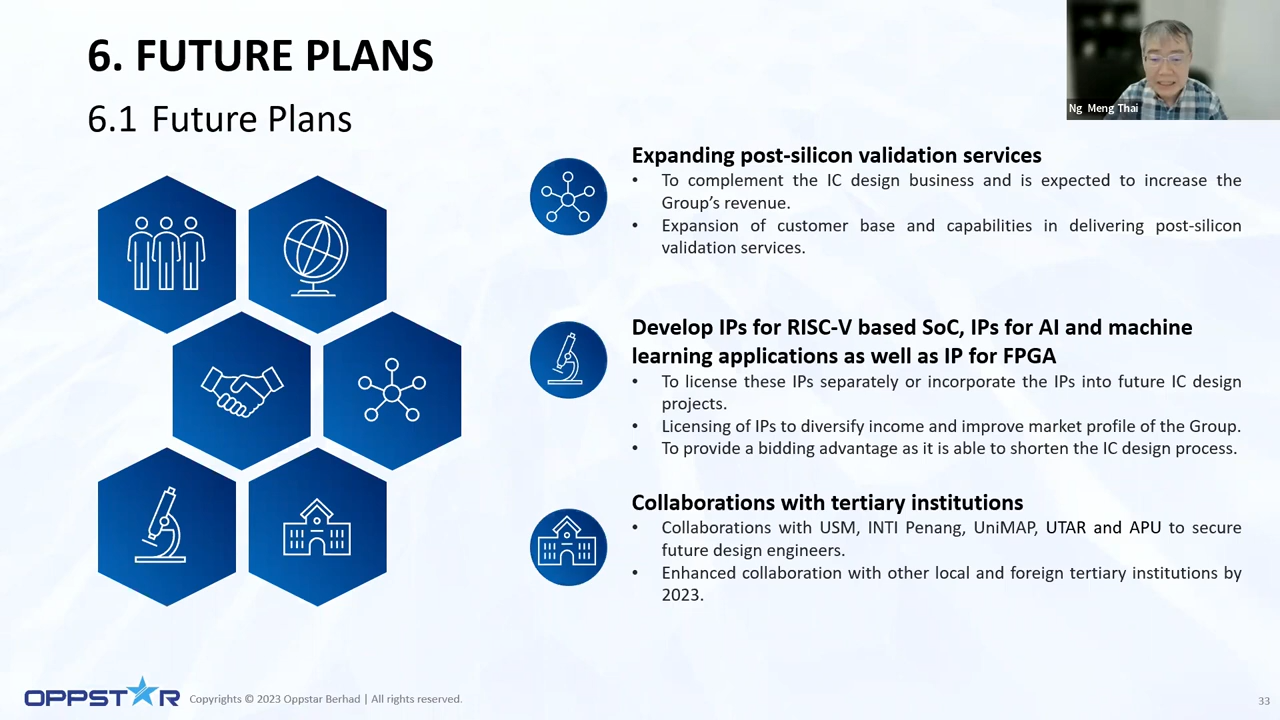 6. FUTURE PLANS
6.1 Future Plans
Ng Meng Thai
Expanding post-silicon validation services
• To complement the IC design business and is expected to increase the
Group’s revenue.
• Expansion of customer base and capabilities in delivering post-silicon
validation services.
Develop IPs for RISC-V based SoC, IPs for AI and machine
learning applications as well as IP for FPGA
• To license these IPs separately or incorporate the IPs into future IC design
projects.
• Licensing of IPs to diversify income and improve market profile of the Group.
• To provide a bidding advantage as it is able to shorten the IC design process.
Collaborations with tertiary institutions
• Collaborations with USM, INTI Penang, UniMAP, UTAR and APU to secure
future design engineers.
• Enhanced collaboration with other local and foreign tertiary institutions by
2023.
OPPSTAR
Copyrights © 2023 Oppstar Berhad | All rights reserved.
33